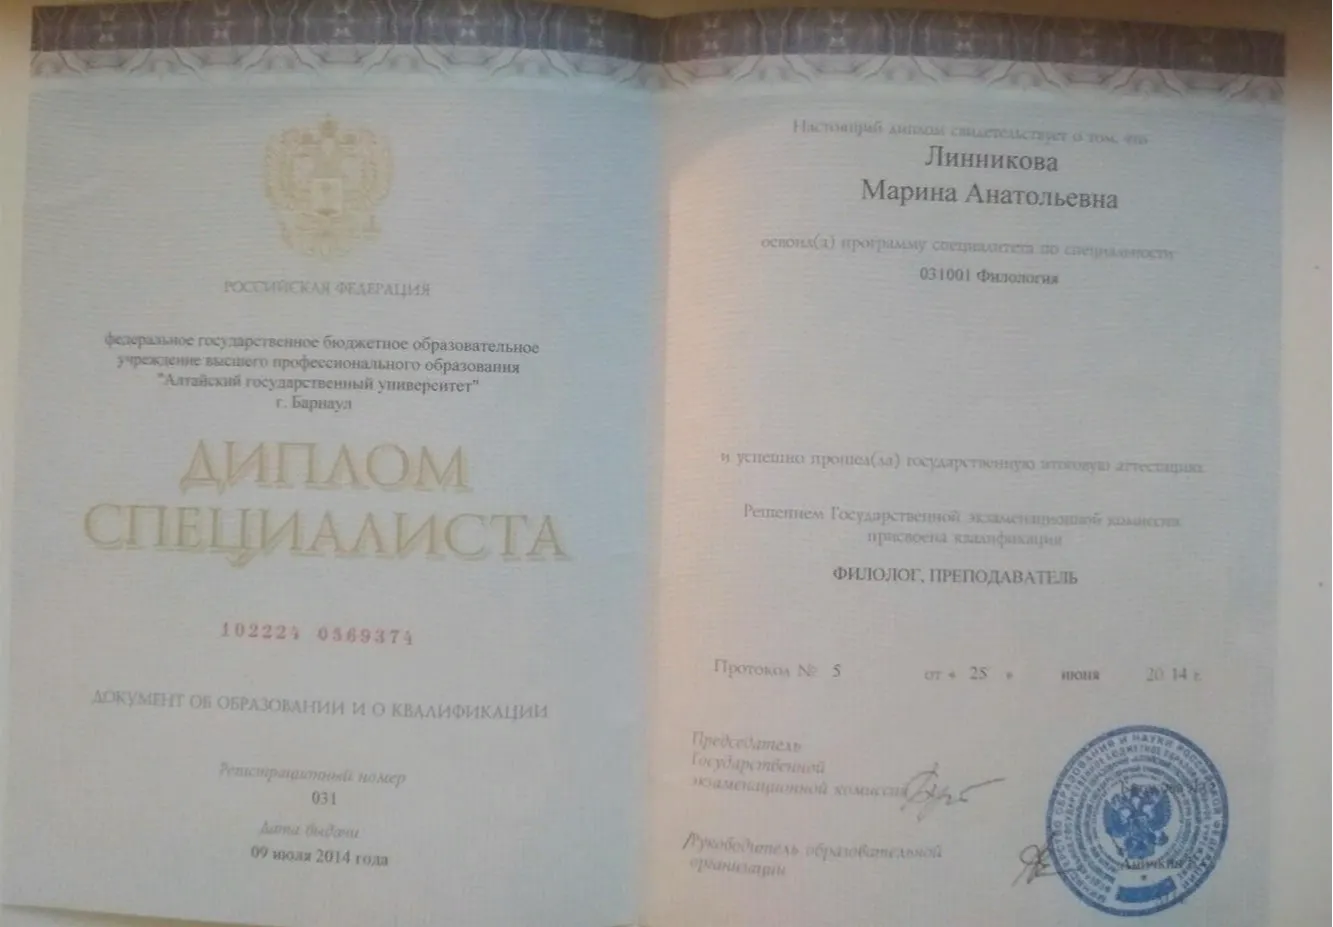 РОССИЙСКАЯ ФЕДЕРАЦИЯ
федеральное государственное бюджетное образовательное
учреждение высшего профессионального образования
"Алтайский государственный университет"
г. Барнаул
ДИПЛОМ
СПЕЦИАЛИСТА
102224 0369374
ДОКУМЕНТ ОБ ОБРАЗОВАНИИ И О КВАЛИФИКАЦИИ
Регистрационный номер
031
Дата выдачи
09 июля 2014 года
Настоящий диплом свидетельствует о том, что
Линникова
Марина Анатольевна
освоил(а) программу специалитета по специальности
031001 Филология
и успешно прошел(ла) государственную итоговую аттестацию
Решением Государственной экзаменационной комиссии
присвоена квалификация
ФИЛОЛОГ, ПРЕПОДАВАТЕЛЬ
Протокол № 5 от « 25 » июня 2014 г.
Председатель
Государственной
экзаменационной комиссии
Руководитель образовательной
организации